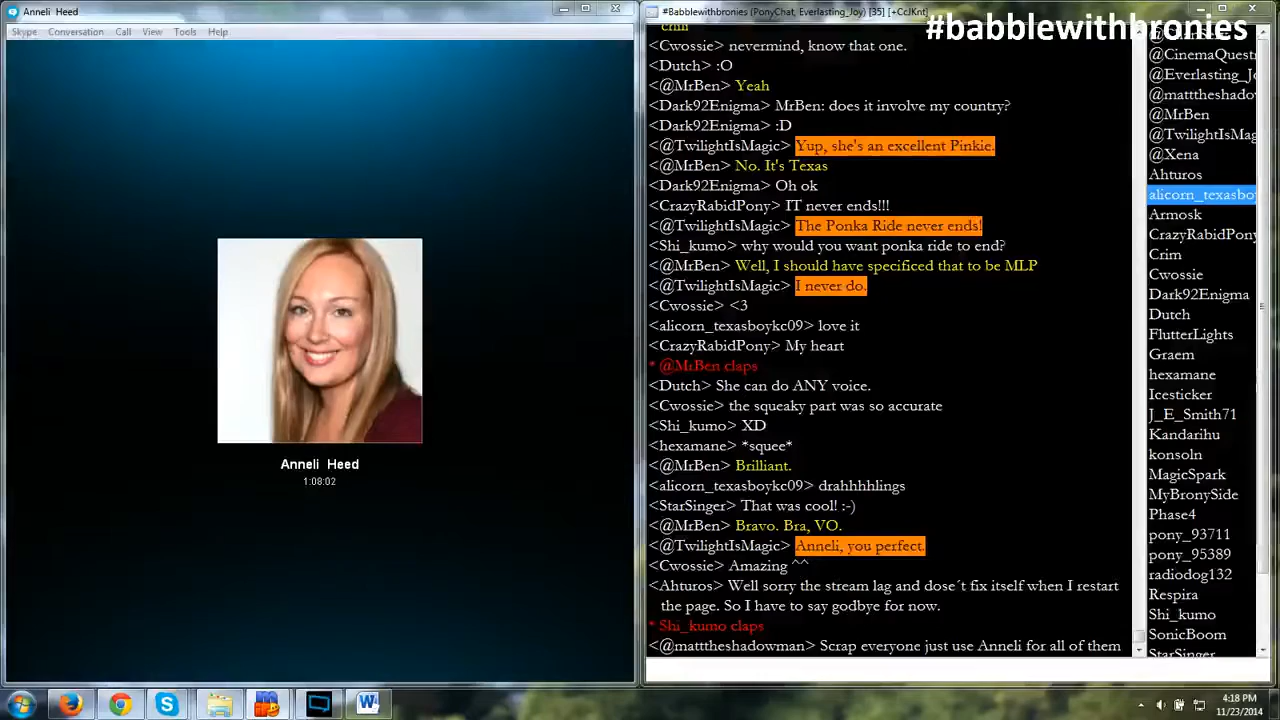 Anneli Heed
Skype Conversation Call View Tools Help
Anneli Heed
1:08:02
#Babblewithbronies (PonyChat, Everlasting_Joy) [35] [+CcJKnt]
#babblewithbronies
<Cwossie> nevermind, know that one.
<Dutch> :O
<@MrBen> Yeah
<Dark92Enigma> MrBen: does it involve my country?
<Dark92Enigma> :D
<@TwilightIsMagic> Yup, she's an excellent Pinkie.
<@MrBen> No. It's Texas
<Dark92Enigma> Oh ok
<CrazyRabidPony> IT never ends!!!
<@TwilightIsMagic> The Ponka Ride never ends!
<Shi_kumo> why would you want ponka ride to end?
<@MrBen> Well, I should have specificed that to be MLP
<@TwilightIsMagic> I never do.
<Cwossie> <3
<alicorn_texasboykc09> love it
<CrazyRabidPony> My heart
* @MrBen claps
<Dutch> She can do ANY voice.
<Cwossie> the squeaky part was so accurate
<Shi_kumo> XD
<hexamane> *squee*
<@MrBen> Brilliant.
<alicorn_texasboykc09> drahhhhlings
<StarSinger> That was cool! :-)
<@MrBen> Bravo. Bra, VO.
<@TwilightIsMagic> Anneli, you perfect.
<Cwossie> Amazing ^^
<Ahturos> Well sorry the stream lag and dose´t fix itself when I restart
the page. So I have to say godbye for now.
* Shi_kumo claps
<@matttheshadowman> Scrap everyone just use Anneli for all of them
@CinemaQuest
@Everlasting_Jo
@matttheshadow
@MrBen
@TwilightIsMag
@Xena
Ahturos
alicorn_texasboy
Armosk
CrazyRabidPony
Crim
Cwossie
Dark92Enigma
Dutch
FlutterLights
Graem
hexamane
Icesticker
J_E_Smith71
Kandarihu
konsoln
MagicSpark
MyBronySide
Phase4
pony_93711
pony_95389
radiodog132
Respira
Shi_kumo
SonicBoom
StarSinger
4:18 PM
11/23/2014